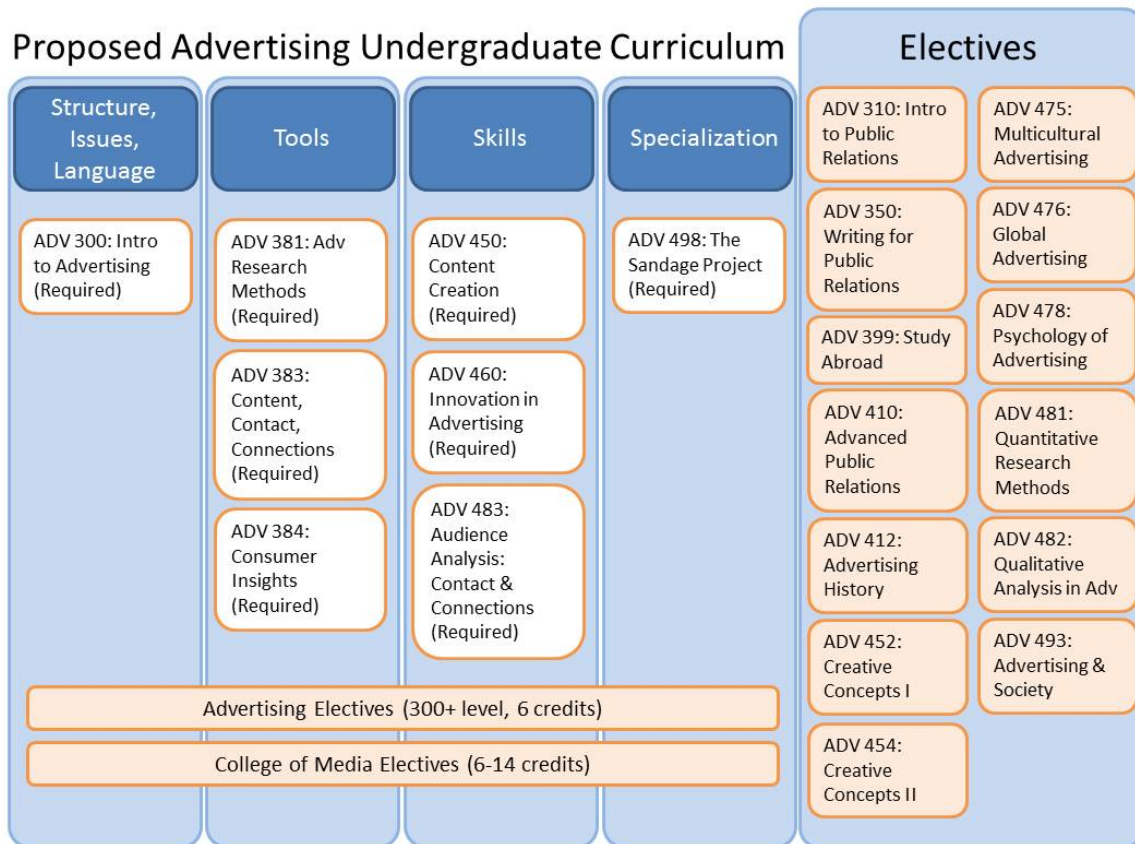 Proposed Advertising Undergraduate Curriculum
Structure,
Issues,
Language
ADV 300: Intro
to Advertising
(Required)
Tools
ADV 381: Adv
Research
Methods
(Required)
ADV 383:
Content,
Contact,
Connections
(Required)
ADV 384:
Consumer
Insights
(Required)
Skills
ADV 450:
Content
Creation
(Required)
ADV 460:
Innovation in
Advertising
(Required)
ADV 483:
Audience
Analysis:
Contact &
Connections
(Required)
Specialization
ADV 498: The
Sandage Project
(Required)
Advertising Electives (300+ level, 6 credits)
College of Media Electives (6-14 credits)
Electives
ADV 310: Intro
to Public
Relations
ADV 350:
Writing for
Public
Relations
ADV 399: Study
Abroad
ADV 410:
Advanced
Public
Relations
ADV 412:
Advertising
History
ADV 452:
Creative
Concepts I
ADV 454:
Creative
Concepts II
ADV 475:
Multicultural
Advertising
ADV 476:
Global
Advertising
ADV 478:
Psychology of
Advertising
ADV 481:
Quantitative
Research
Methods
ADV 482:
Qualitative
Analysis in Adv
ADV 493:
Advertising &
Society